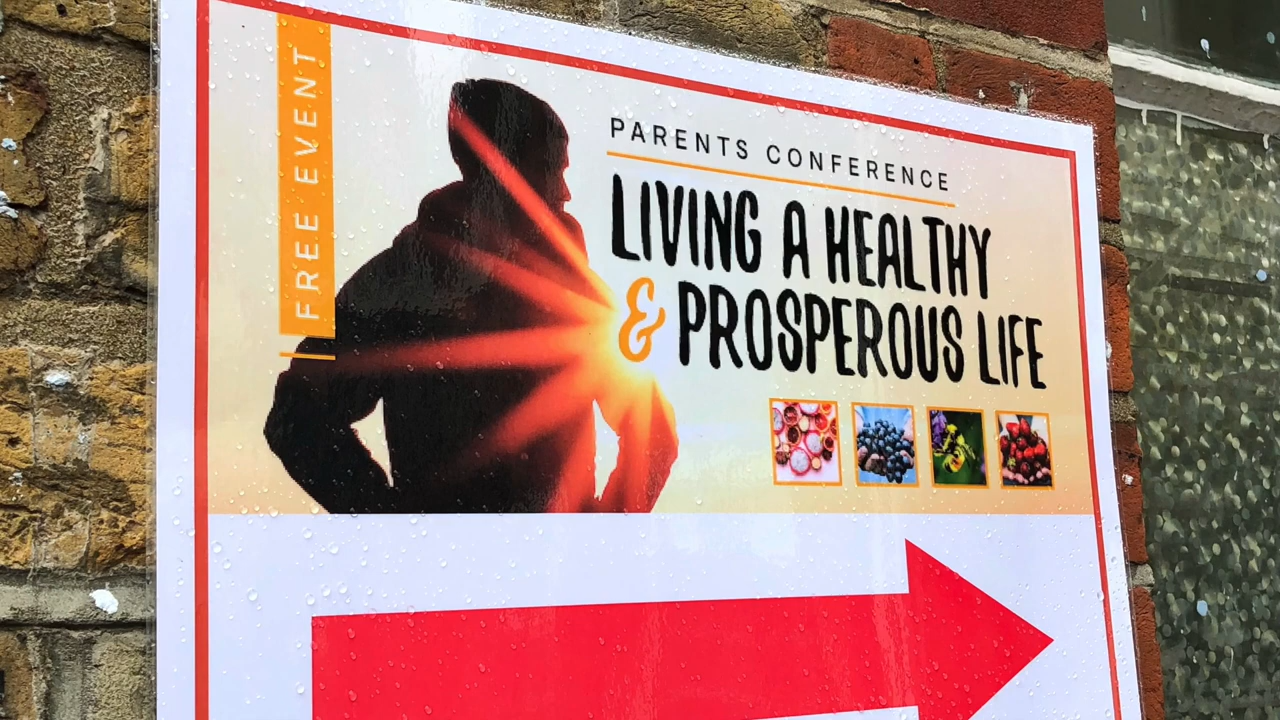 FREE EVENT
PARENTS CONFERENCE
LIVING A HEALTHY
& PROSPEROUS LIFE